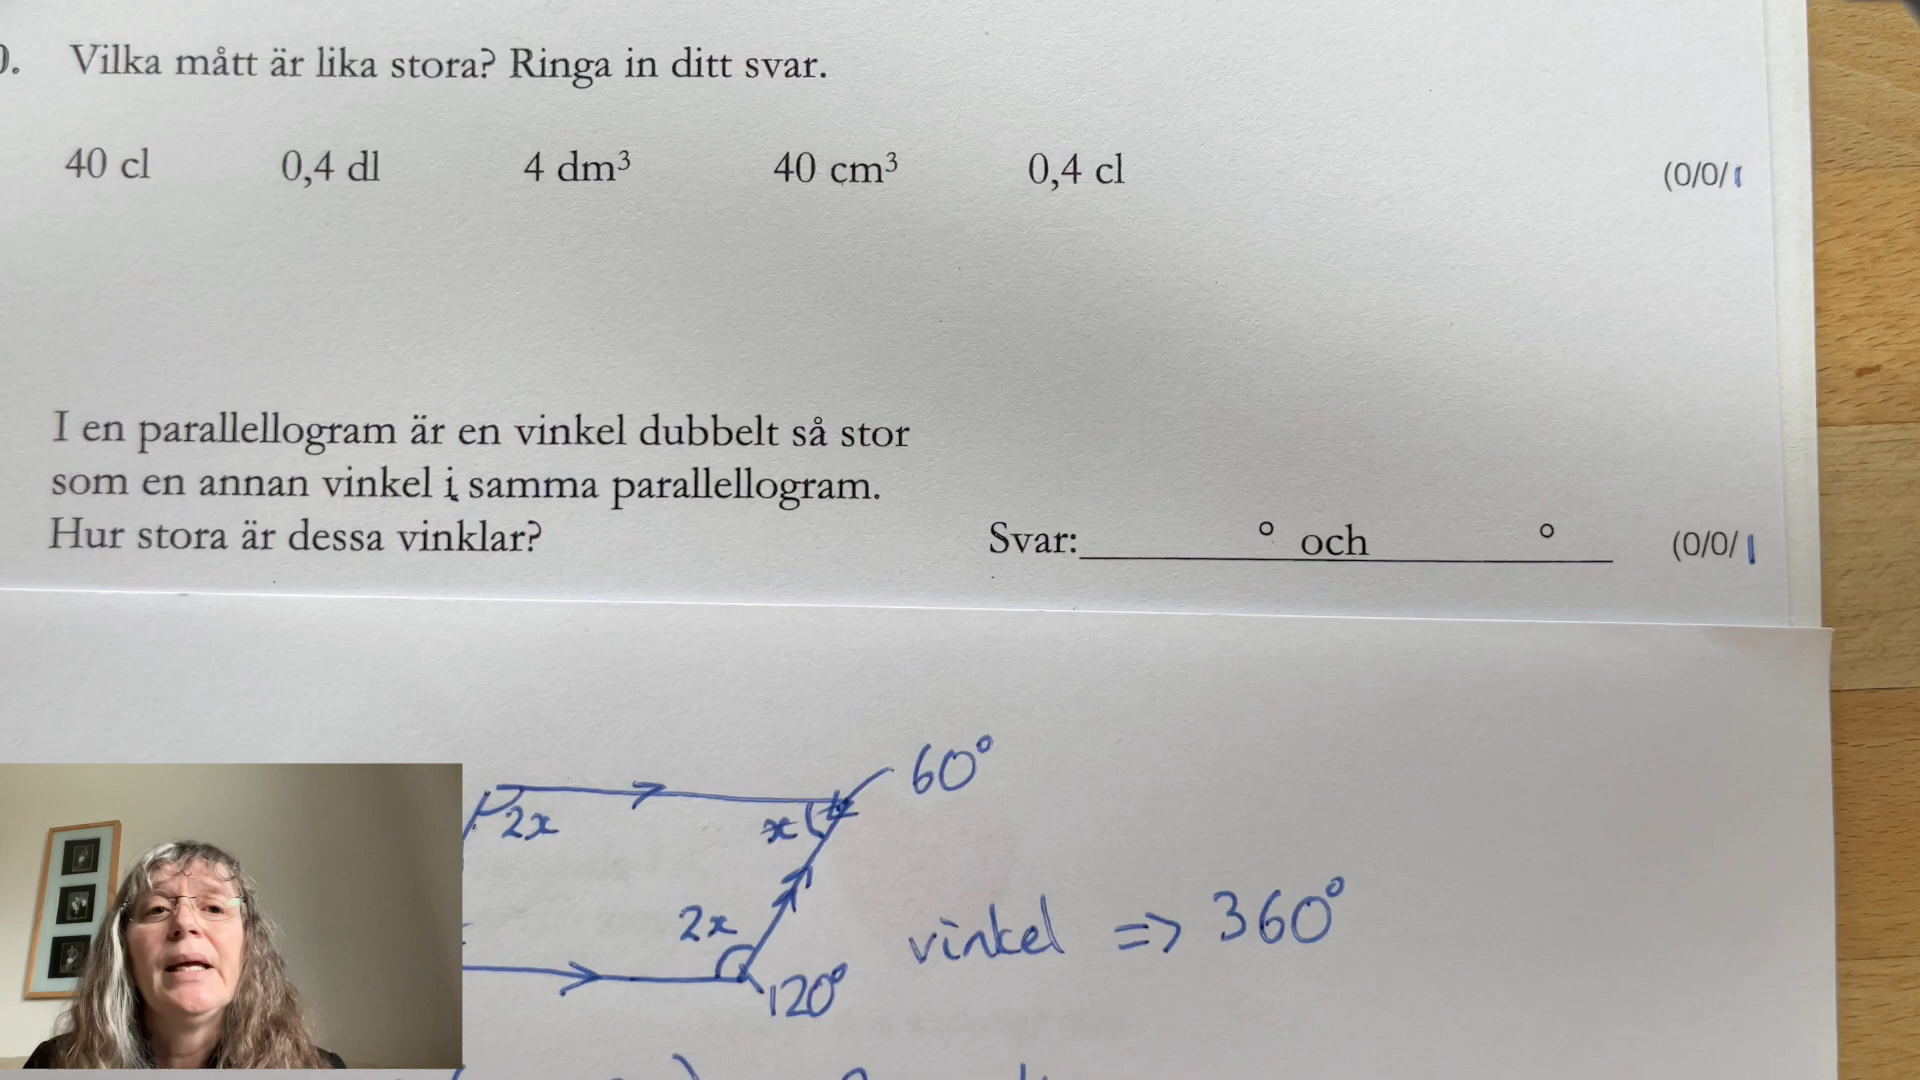 . Vilka mått är lika stora? Ringa in ditt svar.
40 cl 0,4 dl 4 dm³ 40 cm³ 0,4 cl (0/0/1
I en parallellogram är en vinkel dubbelt så stor
som en annan vinkel i samma parallellogram.
Hur stora är dessa vinklar? Svar: ° och ° (0/0/1
60°
2x x
2x vinkel => 360°
120°